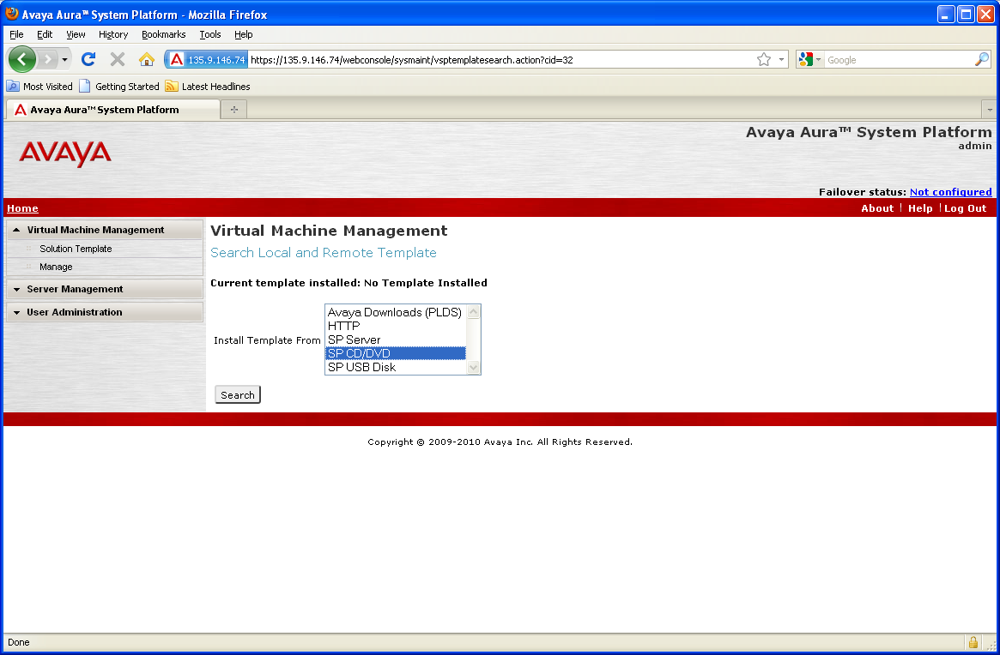 Avaya Aura™ System Platform - Mozilla Firefox
File Edit View History Bookmarks Tools Help
135.9.146.74 https://135.9.146.74/webconsole/sysmaint/vsptemplatesearch.action?cid=32
Google
Most Visited Getting Started Latest Headlines
Avaya Aura™ System Platform
AVAYA
Avaya Aura™ System Platform
admin
Failover status: Not configured
Home
About Help Log Out
Virtual Machine Management
Solution Template
Manage
Server Management
User Administration
Virtual Machine Management
Search Local and Remote Template
Current template installed: No Template Installed
Install Template From
Avaya Downloads (PLDS)
HTTP
SP Server
SP CD/DVD
SP USB Disk
Search
Copyright © 2009-2010 Avaya Inc. All Rights Reserved.
Done